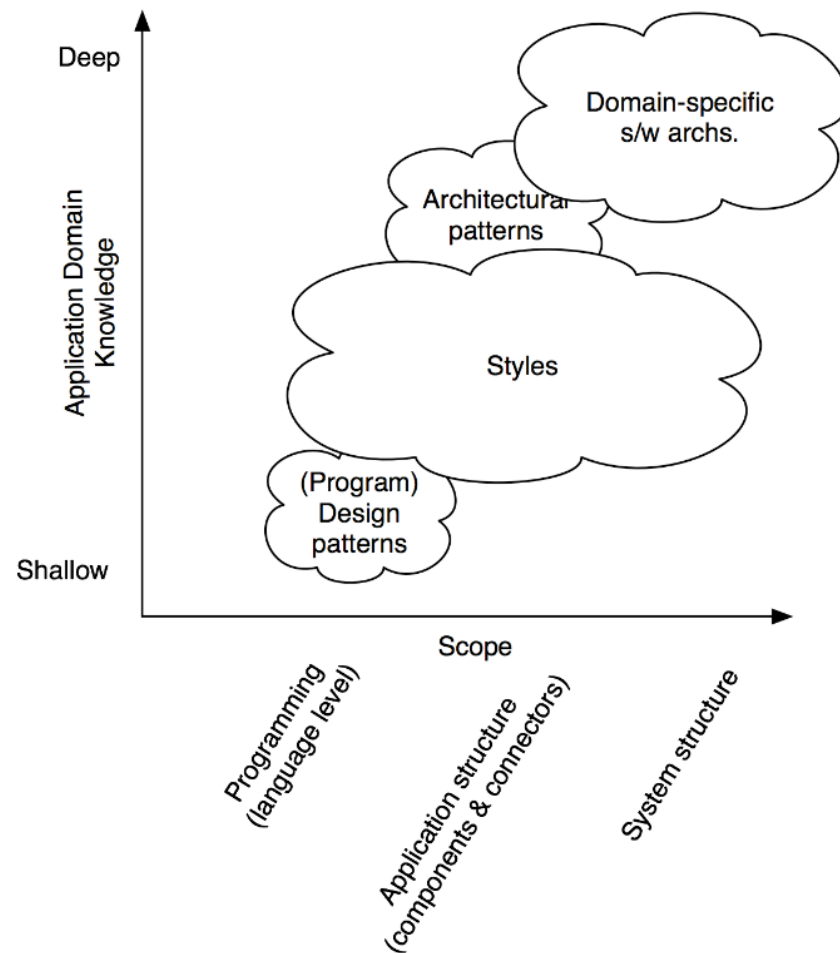 Deep
Domain-specific
s/w archs.
Architectural
patterns
Application Domain
Knowledge
Styles
(Program)
Design
patterns
Shallow
Scope
Programming
(language level)
Application structure
(components & connectors)
System structure